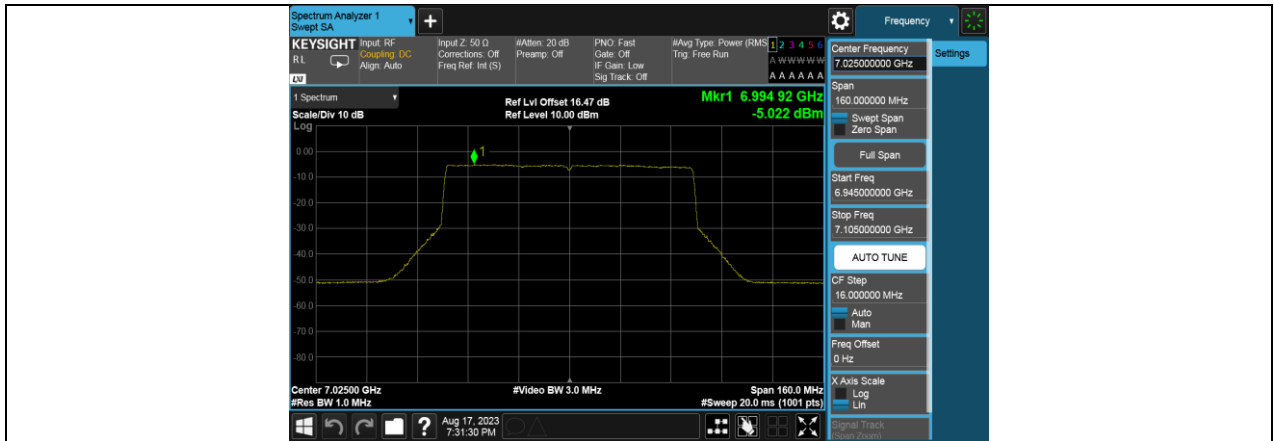 Spectrum Analyzer 1
Swept SA
Frequency
KEYSIGHT
RL
LXI
Input: RF
Coupling: DC
Align: Auto
Input Z: 50 Ω
Corrections: Off
Freq Ref: Int (S)
#Atten: 20 dB
Preamp: Off
PNO: Fast
Gate: Off
IF Gain: Low
Sig Track: Off
#Avg Type: Power (RMS
Trig: Free Run
1 2 3 4 5 6
A W W W W W
A A A A A A
1 Spectrum
Scale/Div 10 dB
Log
Ref Lvl Offset 16.47 dB
Ref Level 10.00 dBm
Mkr1 6.994 92 GHz
-5.022 dBm
1
0.00
-10.0
-20.0
-30.0
-40.0
-50.0
-60.0
-70.0
-80.0
Center 7.02500 GHz
#Res BW 1.0 MHz
#Video BW 3.0 MHz
Span 160.0 MHz
#Sweep 20.0 ms (1001 pts)
Aug 17, 2023
7:31:30 PM
Settings
Center Frequency
7.025000000 GHz
Span
160.000000 MHz
Swept Span
Zero Span
Full Span
Start Freq
6.945000000 GHz
Stop Freq
7.105000000 GHz
AUTO TUNE
CF Step
16.000000 MHz
Auto
Man
Freq Offset
0 Hz
X Axis Scale
Log
Lin
Signal Track
(Span Zoom)